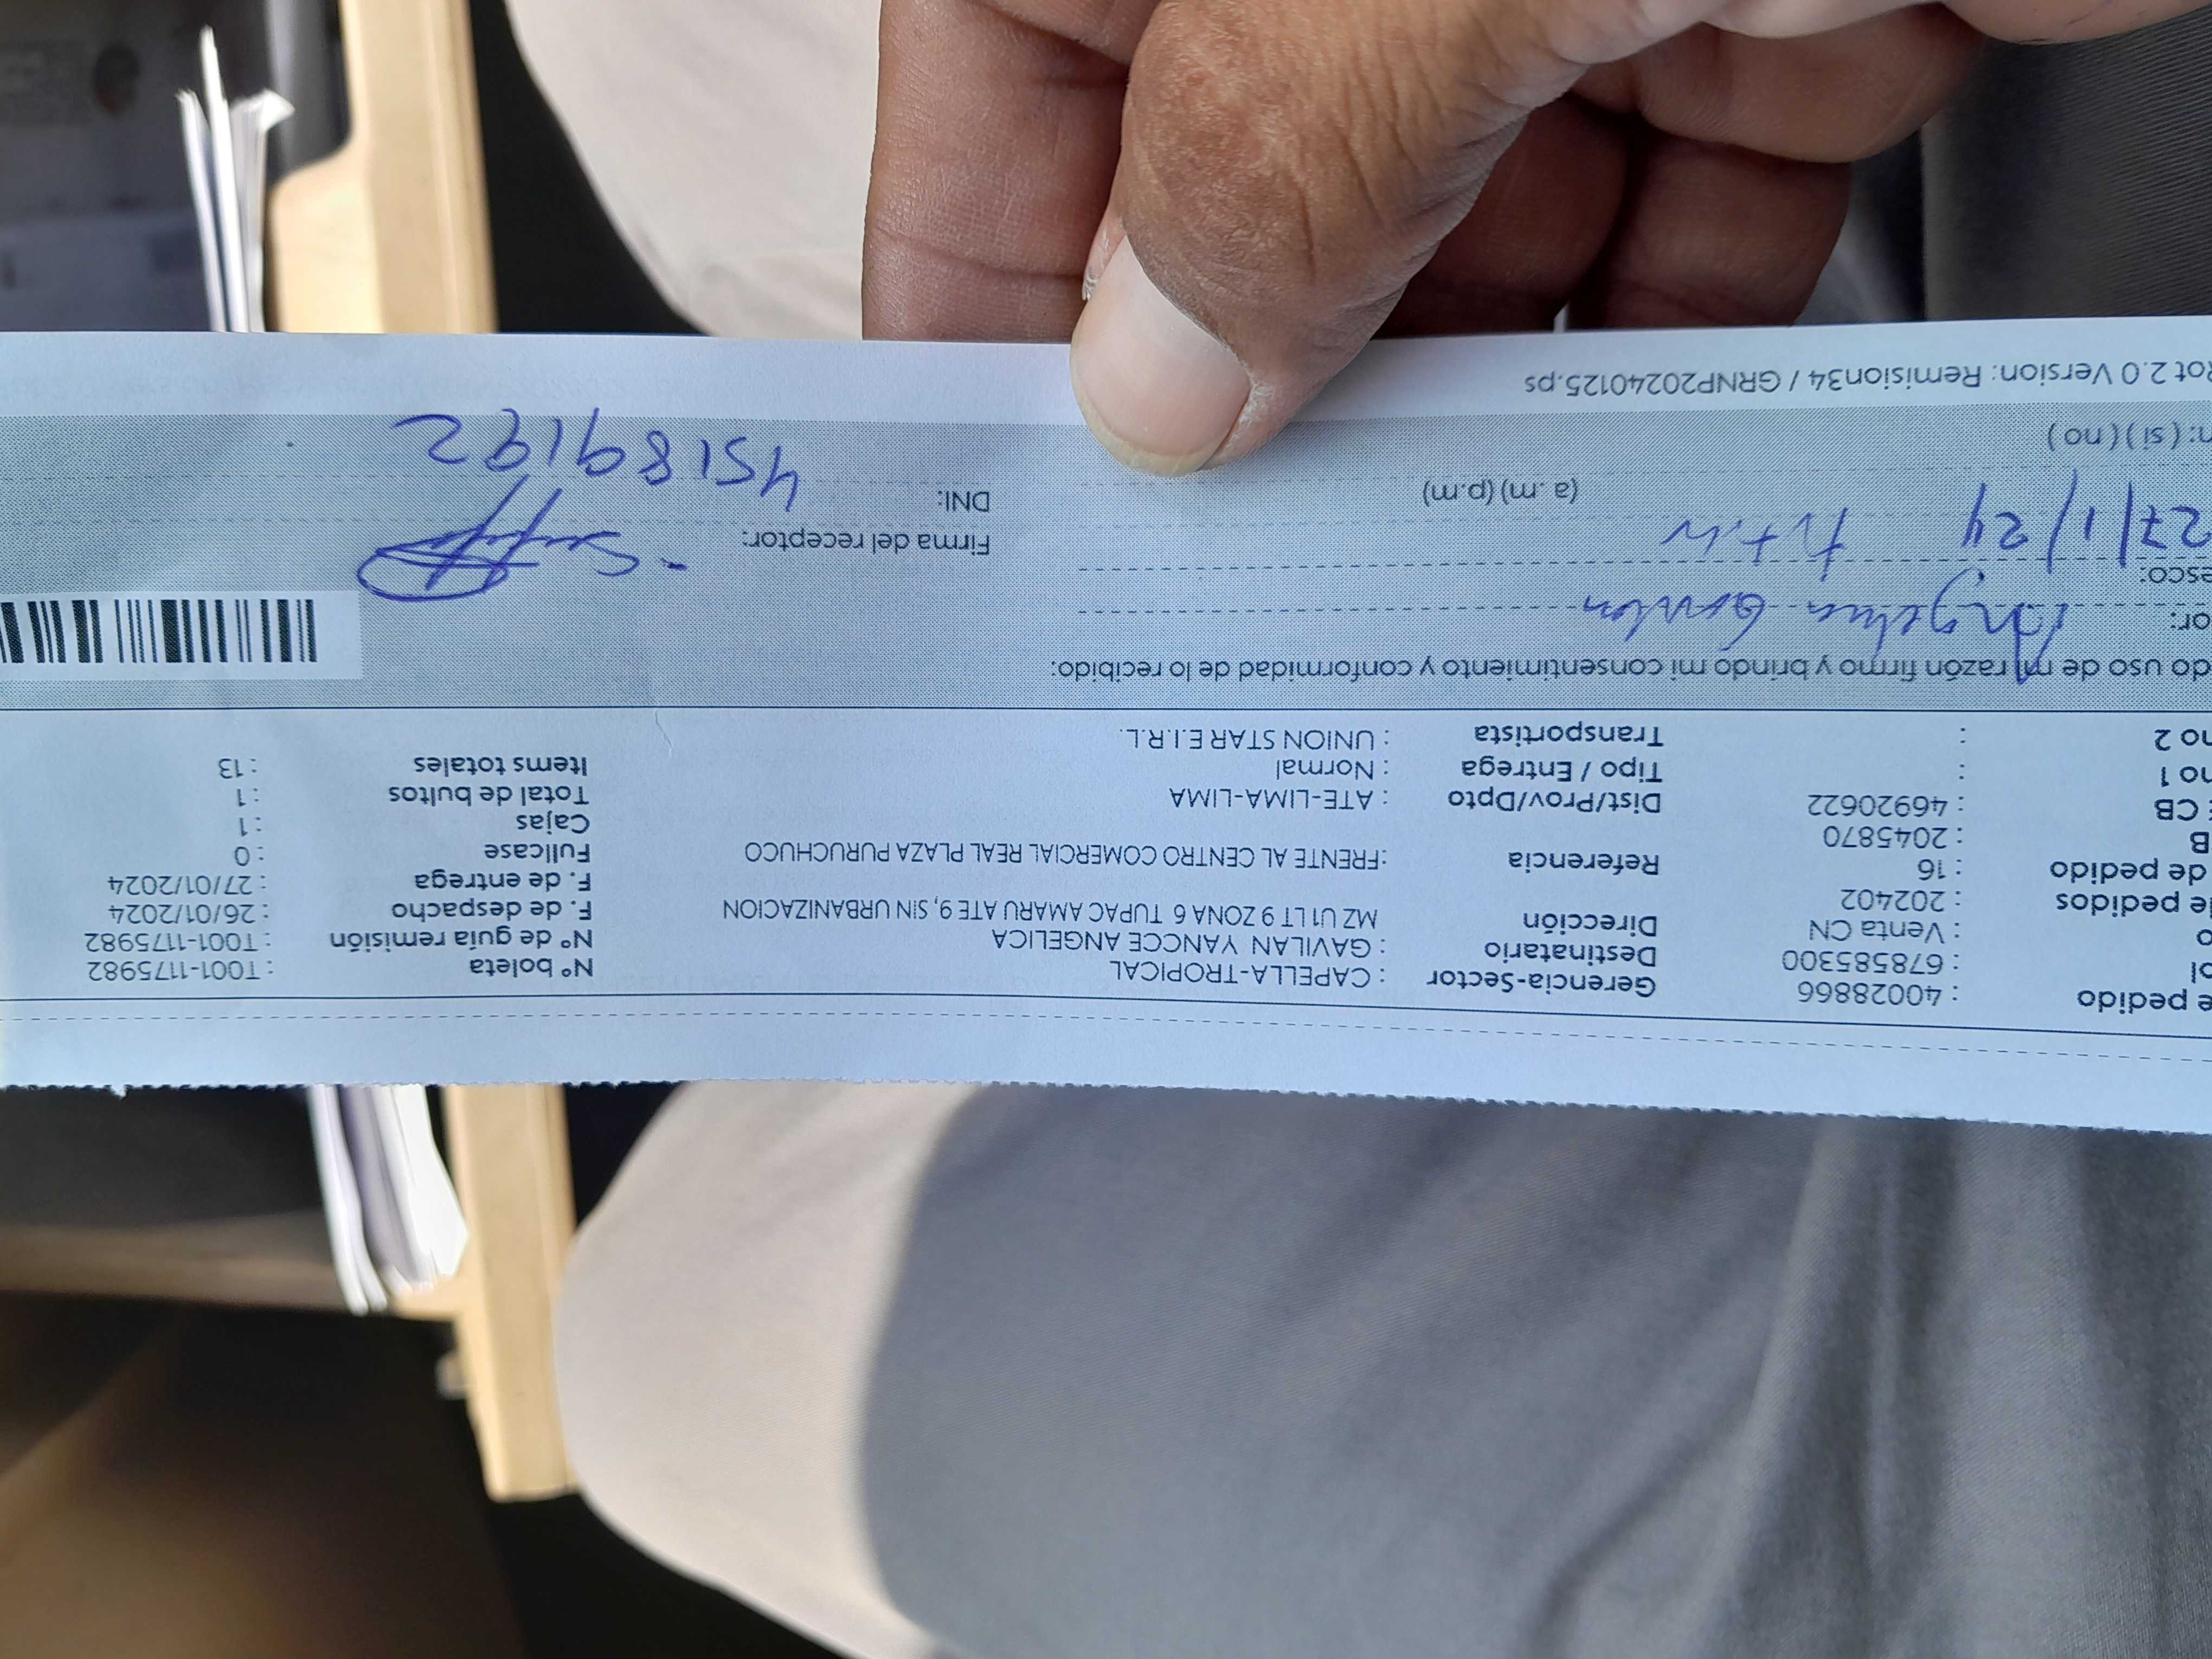 e pedido : 40028866 Gerencia-Sector : CAPELLA-TROPICAL N° boleta : T001-1175982
ol : 678585300 Destinatario : GAVILAN YANCCE ANGELICA N° de guía remisión : T001-1175982
o : Venta CN Dirección MZ U1 LT 9 ZONA 6 TUPAC AMARU ATE 9, SIN URBANIZACION F. de despacho : 26/01/2024
e pedidos : 202402 F. de entrega : 27/01/2024
de pedido : 16 Referencia :FRENTE AL CENTRO COMERCIAL REAL PLAZA PURUCHUCO Fullcase : 0
B : 2045870 Cajas : 1
CB : 46920622 Dist/Prov/Dpto : ATE-LIMA-LIMA Total de bultos : 1
no 1 : Tipo / Entrega : Normal Items totales : 13
no 2 : Transportista : UNION STAR E.I.R.L.
do uso de mi razón firmo y brindo mi consentimiento y conformidad de lo recibido:
or: Angelica
esco: Firma del receptor:
27/1/24 (a.m) (p.m) DNI: 45189192
n: ( si ) ( no )
Rot 2.0 Version: Remision34 / GRNP20240125.ps